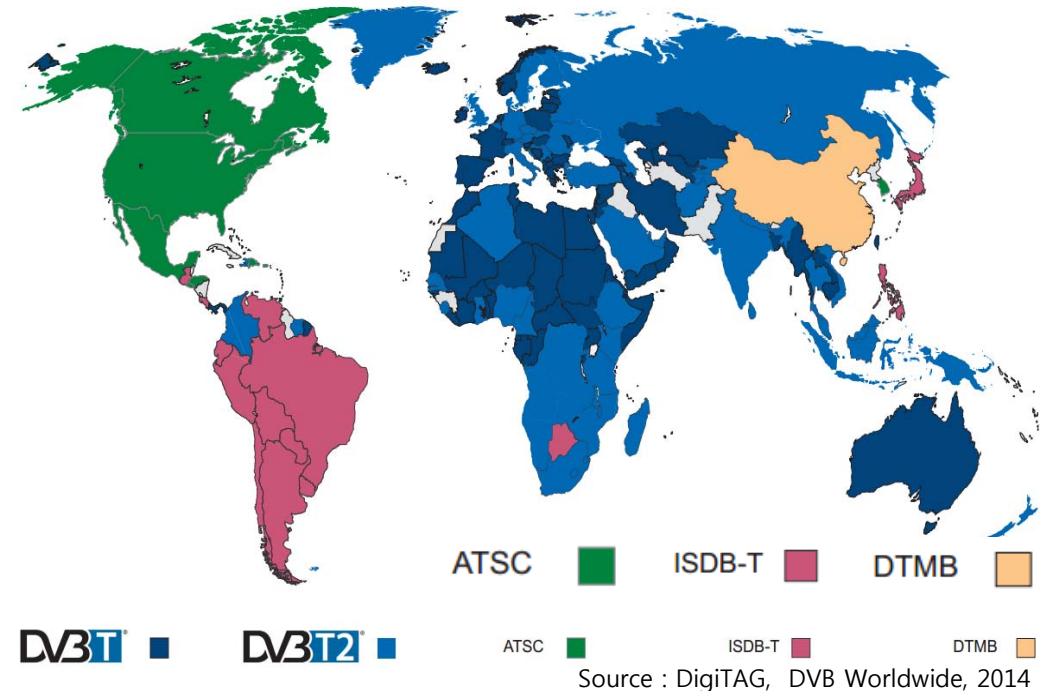 ATSC ISDB-T DTMB
DVB T® DVB T2® ATSC ISDB-T DTMB
Source : DigiTAG, DVB Worldwide, 2014